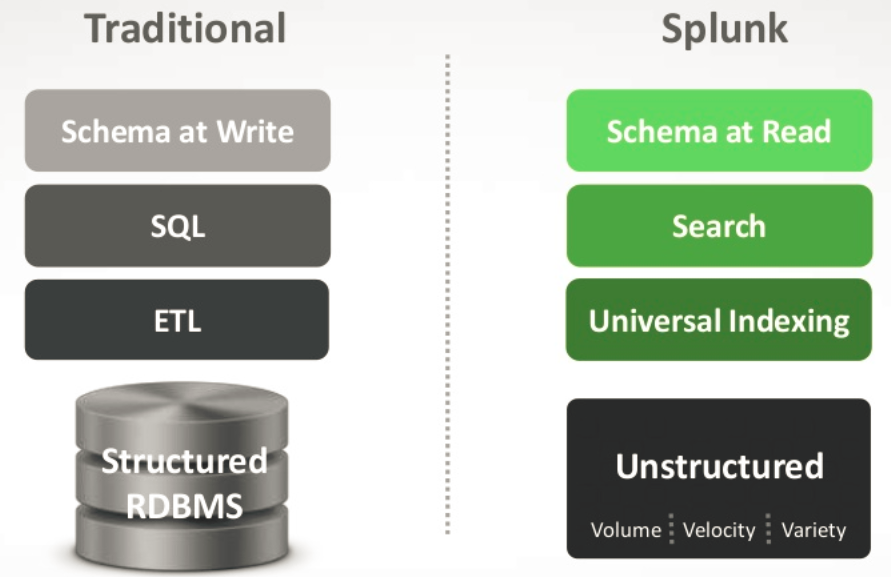 Traditional
Splunk
Schema at Write
Schema at Read
SQL
Search
ETL
Universal Indexing
Structured
RDBMS
Unstructured
Volume Velocity Variety